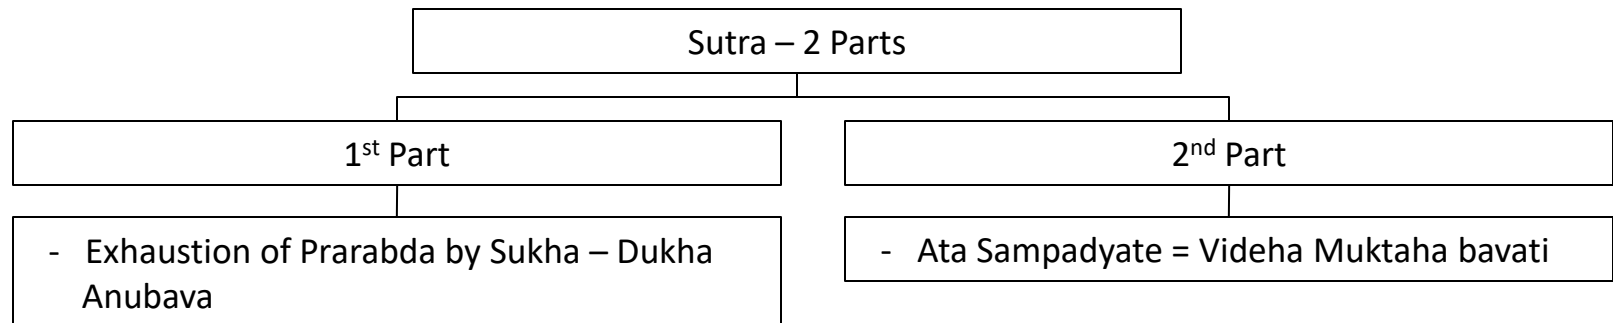 Sutra – 2 Parts
1st Part
2nd Part
- Exhaustion of Prarabda by Sukha – Dukha
Anubava
- Ata Sampadyate = Videha Muktaha bavati